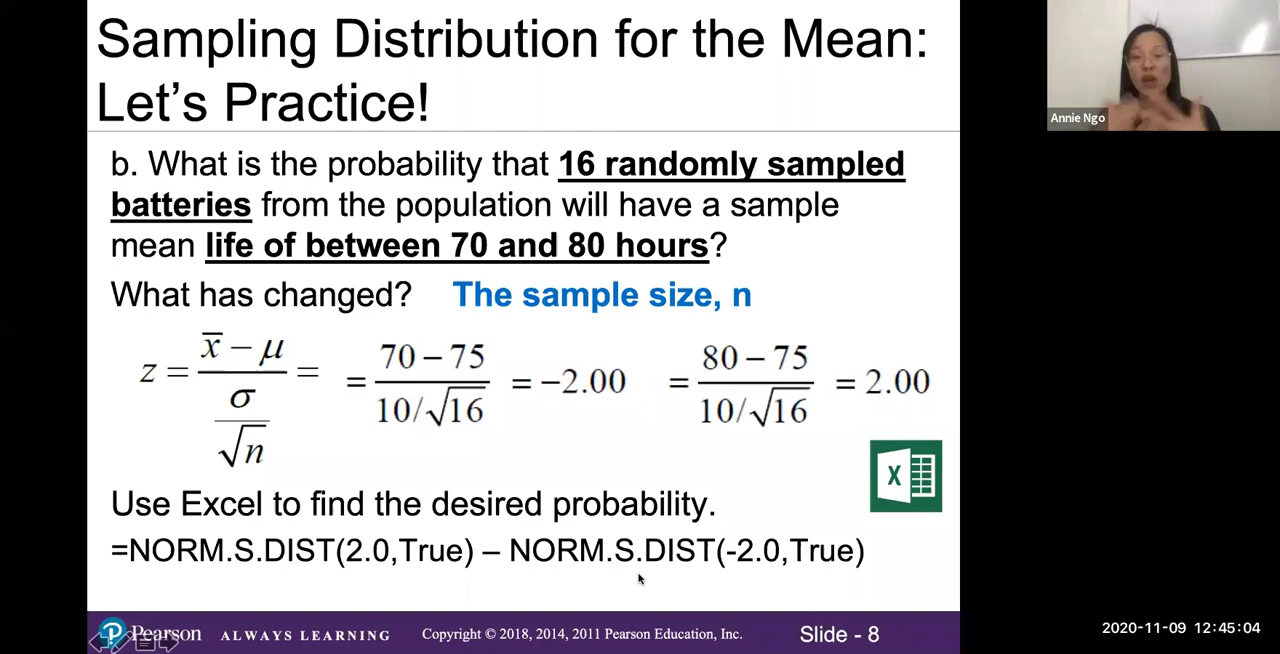 Sampling Distribution for the Mean:
Let's Practice!
Annie Ngo
b. What is the probability that 16 randomly sampled
batteries from the population will have a sample
mean life of between 70 and 80 hours?
What has changed? The sample size, n
z = (x̄ − μ) / (σ / √n) = = (70 − 75) / (10/√16) = −2.00 = (80 − 75) / (10/√16) = 2.00
X
Use Excel to find the desired probability.
=NORM.S.DIST(2.0,True) – NORM.S.DIST(-2.0,True)
P Pearson ALWAYS LEARNING Copyright © 2018, 2014, 2011 Pearson Education, Inc. Slide - 8
2020-11-09 12:45:04